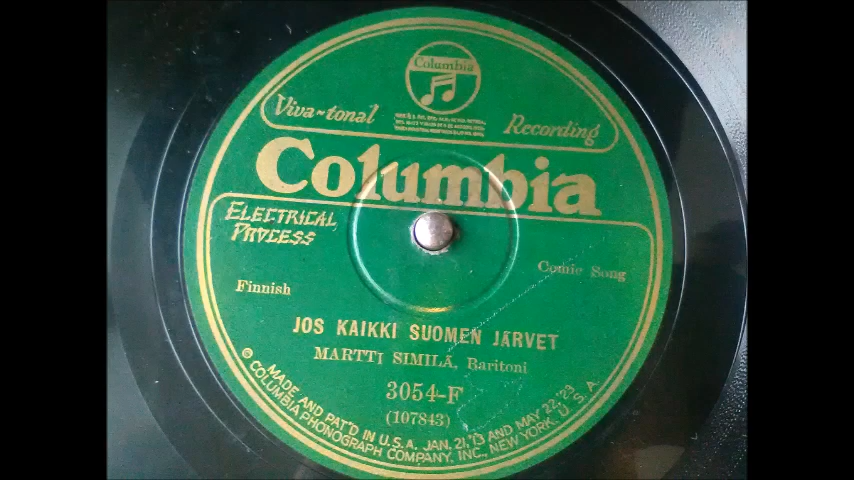 Columbia
Viva-tonal Recording
Columbia
ELECTRICAL
PROCESS
Comic Song
Finnish
JOS KAIKKI SUOMEN JÄRVET
MARTTI SIMILÄ, Baritoni
3054-F
(107843)
MADE AND PAT'D IN U.S.A. JAN. 21, '13 AND MAY 22, '23
© COLUMBIA PHONOGRAPH COMPANY, INC., NEW YORK, U.S.A.